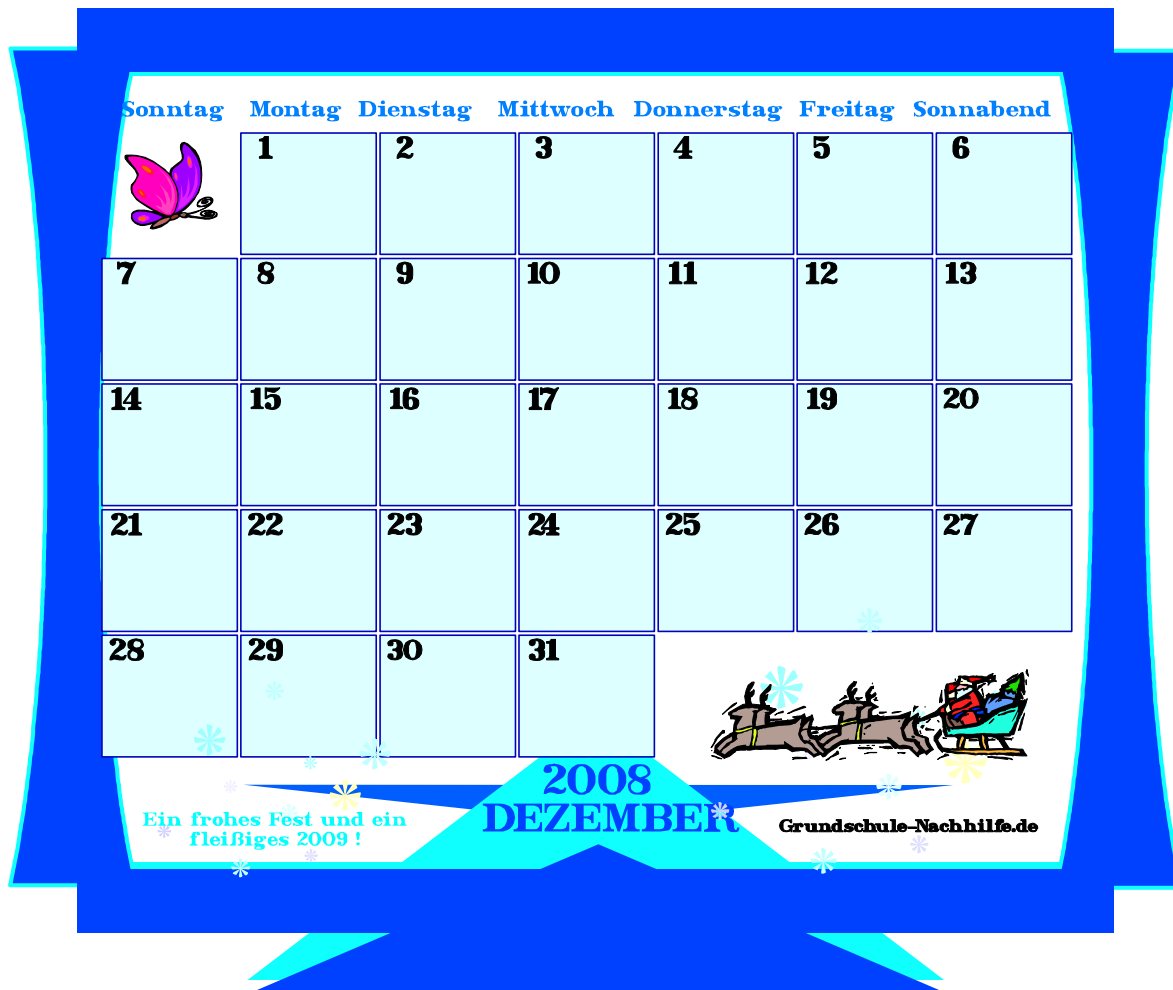 Sonntag Montag Dienstag Mittwoch Donnerstag Freitag Sonnabend
1 2 3 4 5 6
7 8 9 10 11 12 13
14 15 16 17 18 19 20
21 22 23 24 25 26 27
28 29 30 31
2008
DEZEMBER
Ein frohes Fest und ein
fleißiges 2009 !
Grundschule-Nachhilfe.de